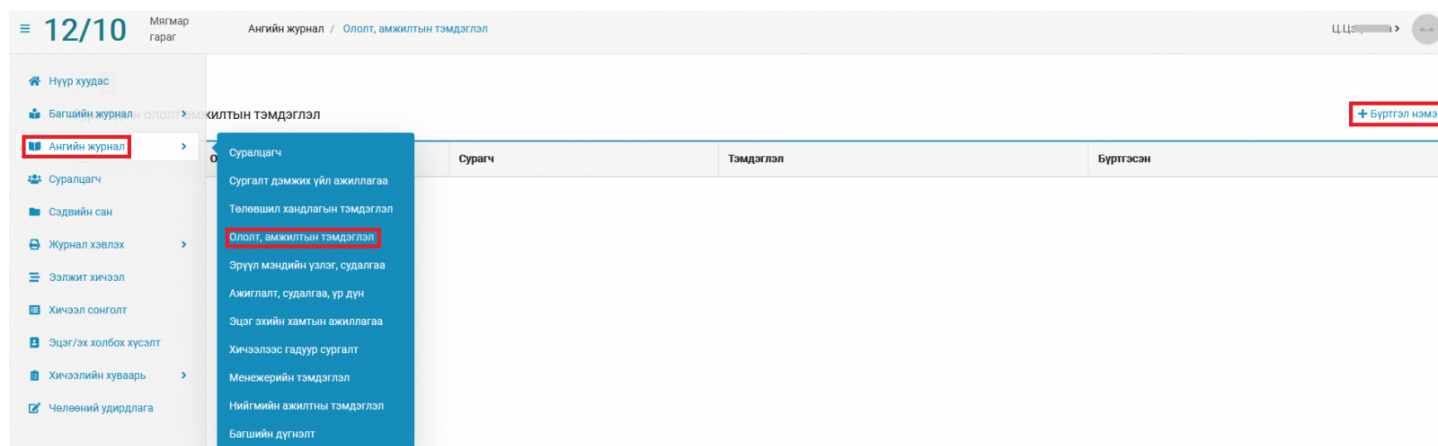 12/10 Мягмар гараг
Ангийн журнал / Ололт, амжилтын тэмдэглэл
Нүүр хуудас
Багшийн журнал
Ангийн журнал
Суралцагч
Сэдвийн сан
Журнал хэвлэх
Ээлжит хичээл
Хичээл сонголт
Эцэг/эх холбох хүсэлт
Хичээлийн хуваарь
Чөлөөний удирдлага
Суралцагч
Сургалт дэмжих үйл ажиллагаа
Төлөвшил хандлагын тэмдэглэл
Ололт, амжилтын тэмдэглэл
Эрүүл мэндийн үзлэг, судалгаа
Ажиглалт, судалгаа, үр дүн
Эцэг эхийн хамтын ажиллагаа
Хичээлээс гадуур сургалт
Менежерийн тэмдэглэл
Нийгмийн ажилтны тэмдэглэл
Багшийн дүгнэлт
тэмдэглэл
+ Бүртгэл нэмэ
Сурагч
Тэмдэглэл
Бүртгэсэн